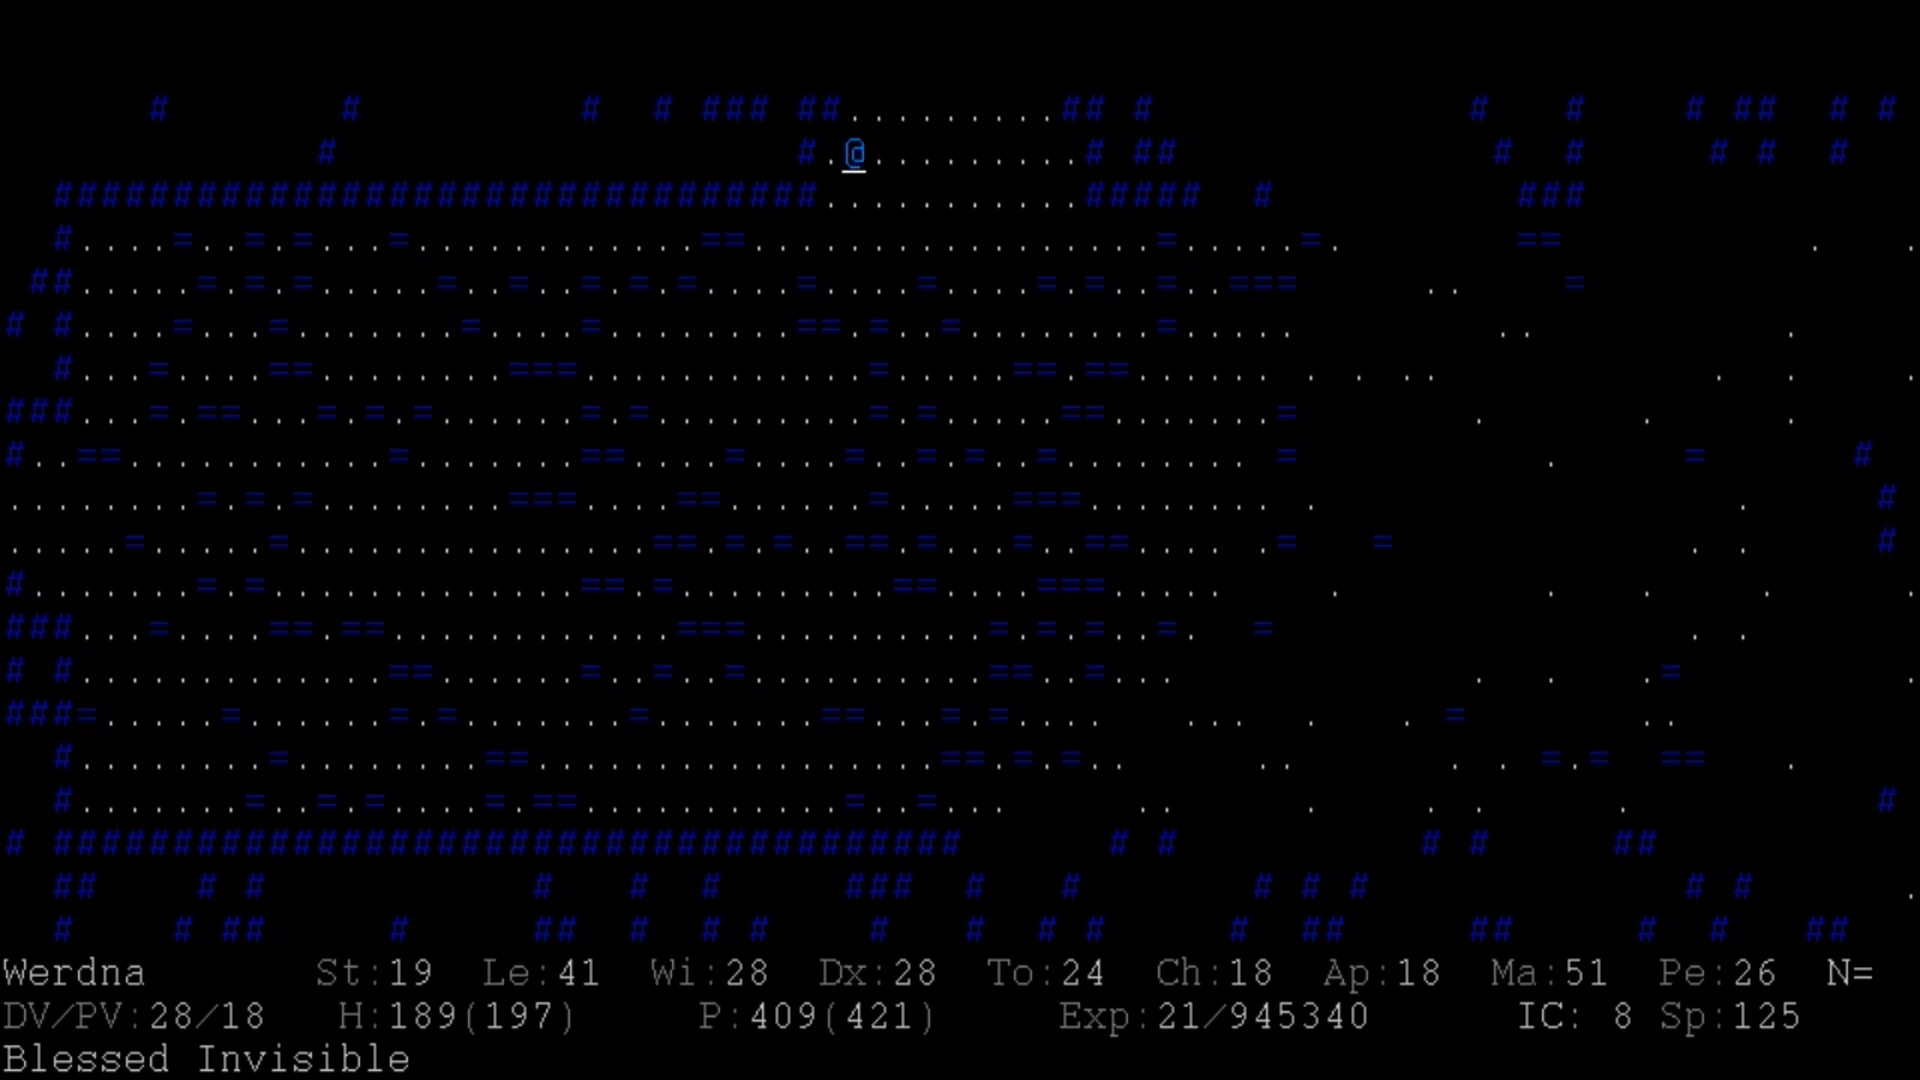 Werdna St:19 Le:41 Wi:28 Dx:28 To:24 Ch:18 Ap:18 Ma:51 Pe:26 N=
DV/PV:28/18 H:189(197) P:409(421) Exp:21/945340 IC: 8 Sp:125
Blessed Invisible